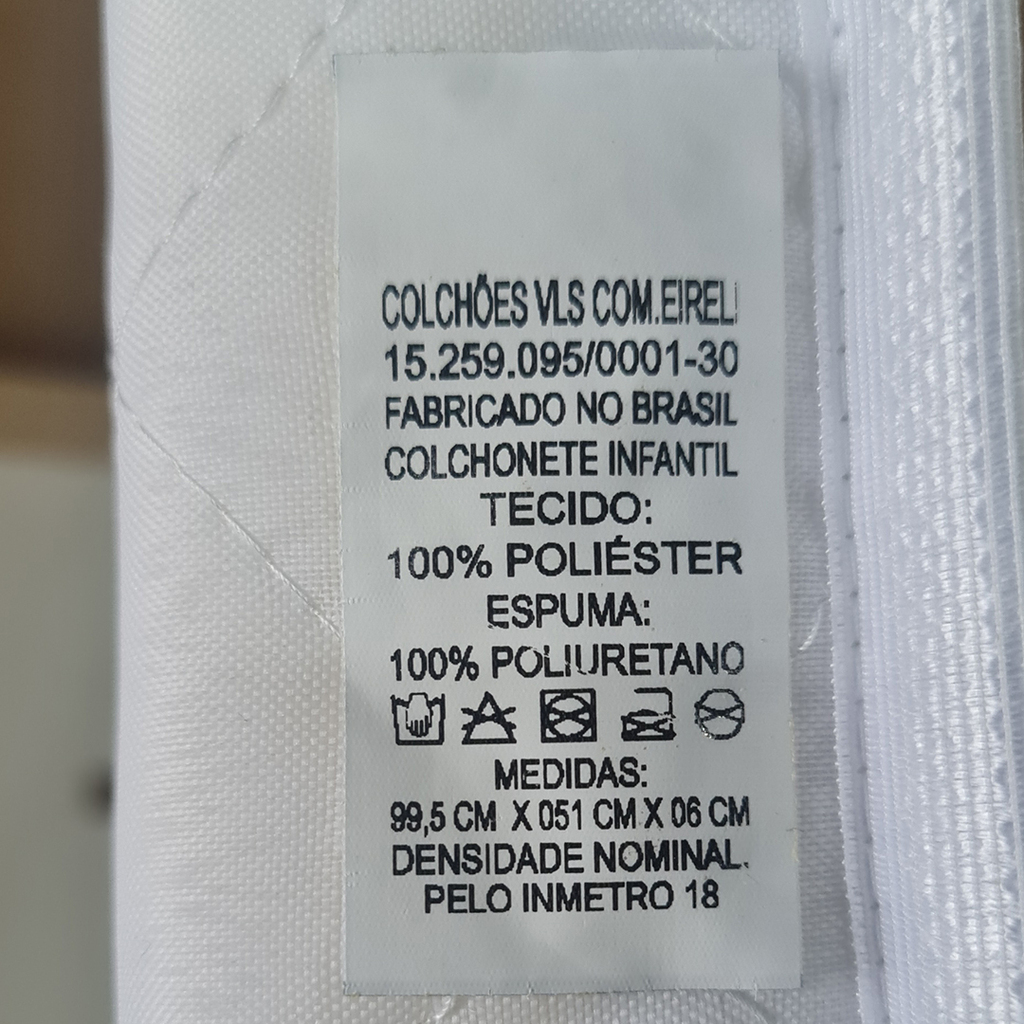 COLCHÕES VLS COM.EIRELI
15.259.095/0001-30
FABRICADO NO BRASIL
COLCHONETE INFANTIL
TECIDO:
100% POLIÉSTER
ESPUMA:
100% POLIURETANO
MEDIDAS:
99,5 CM X 051 CM X 06 CM
DENSIDADE NOMINAL.
PELO INMETRO 18